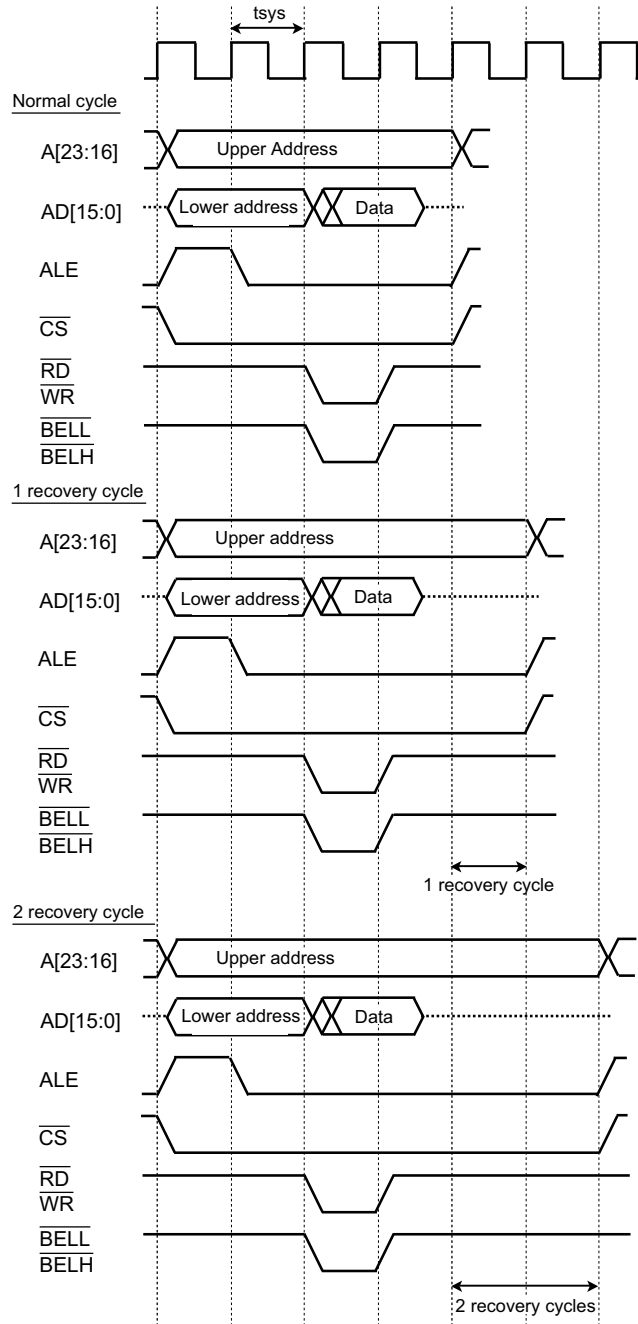 tsys
Normal cycle
A[23:16]
Upper Address
AD[15:0]
Lower address
Data
ALE
CS
RD
WR
BELL
BELH
1 recovery cycle
A[23:16]
Upper address
AD[15:0]
Lower address
Data
ALE
CS
RD
WR
BELL
BELH
1 recovery cycle
2 recovery cycle
A[23:16]
Upper address
AD[15:0]
Lower address
Data
ALE
CS
RD
WR
BELL
BELH
2 recovery cycles